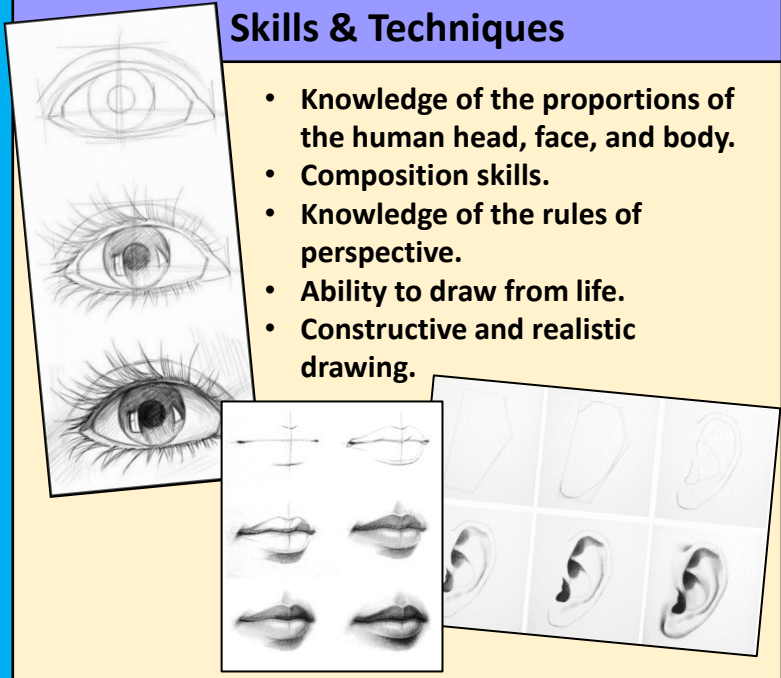 Skills & Techniques
• Knowledge of the proportions of
the human head, face, and body.
• Composition skills.
• Knowledge of the rules of
perspective.
• Ability to draw from life.
• Constructive and realistic
drawing.